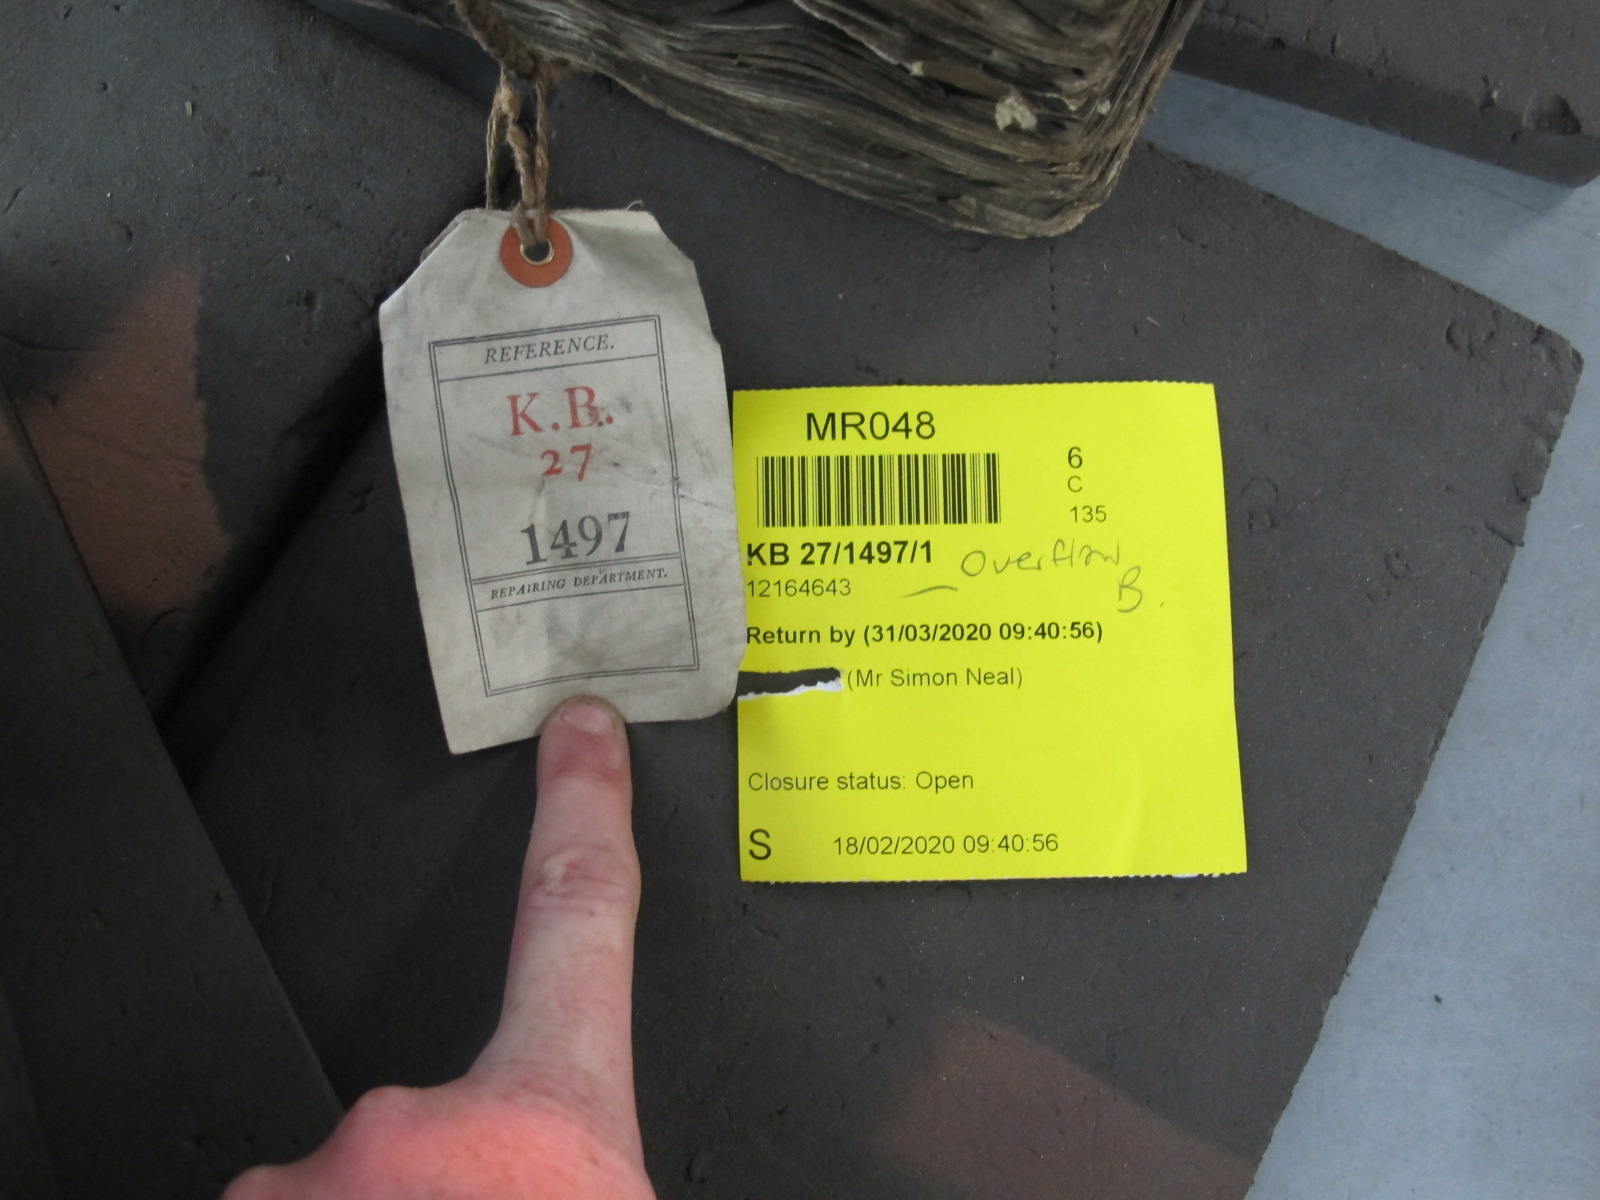 REFERENCE.
K.B.
27
1497
REPAIRING DEPARTMENT.
MR048
6
C
135
KB 27/1497/1 — Overflow
12164643
B.
Return by (31/03/2020 09:40:56)
(Mr Simon Neal)
Closure status: Open
S 18/02/2020 09:40:56